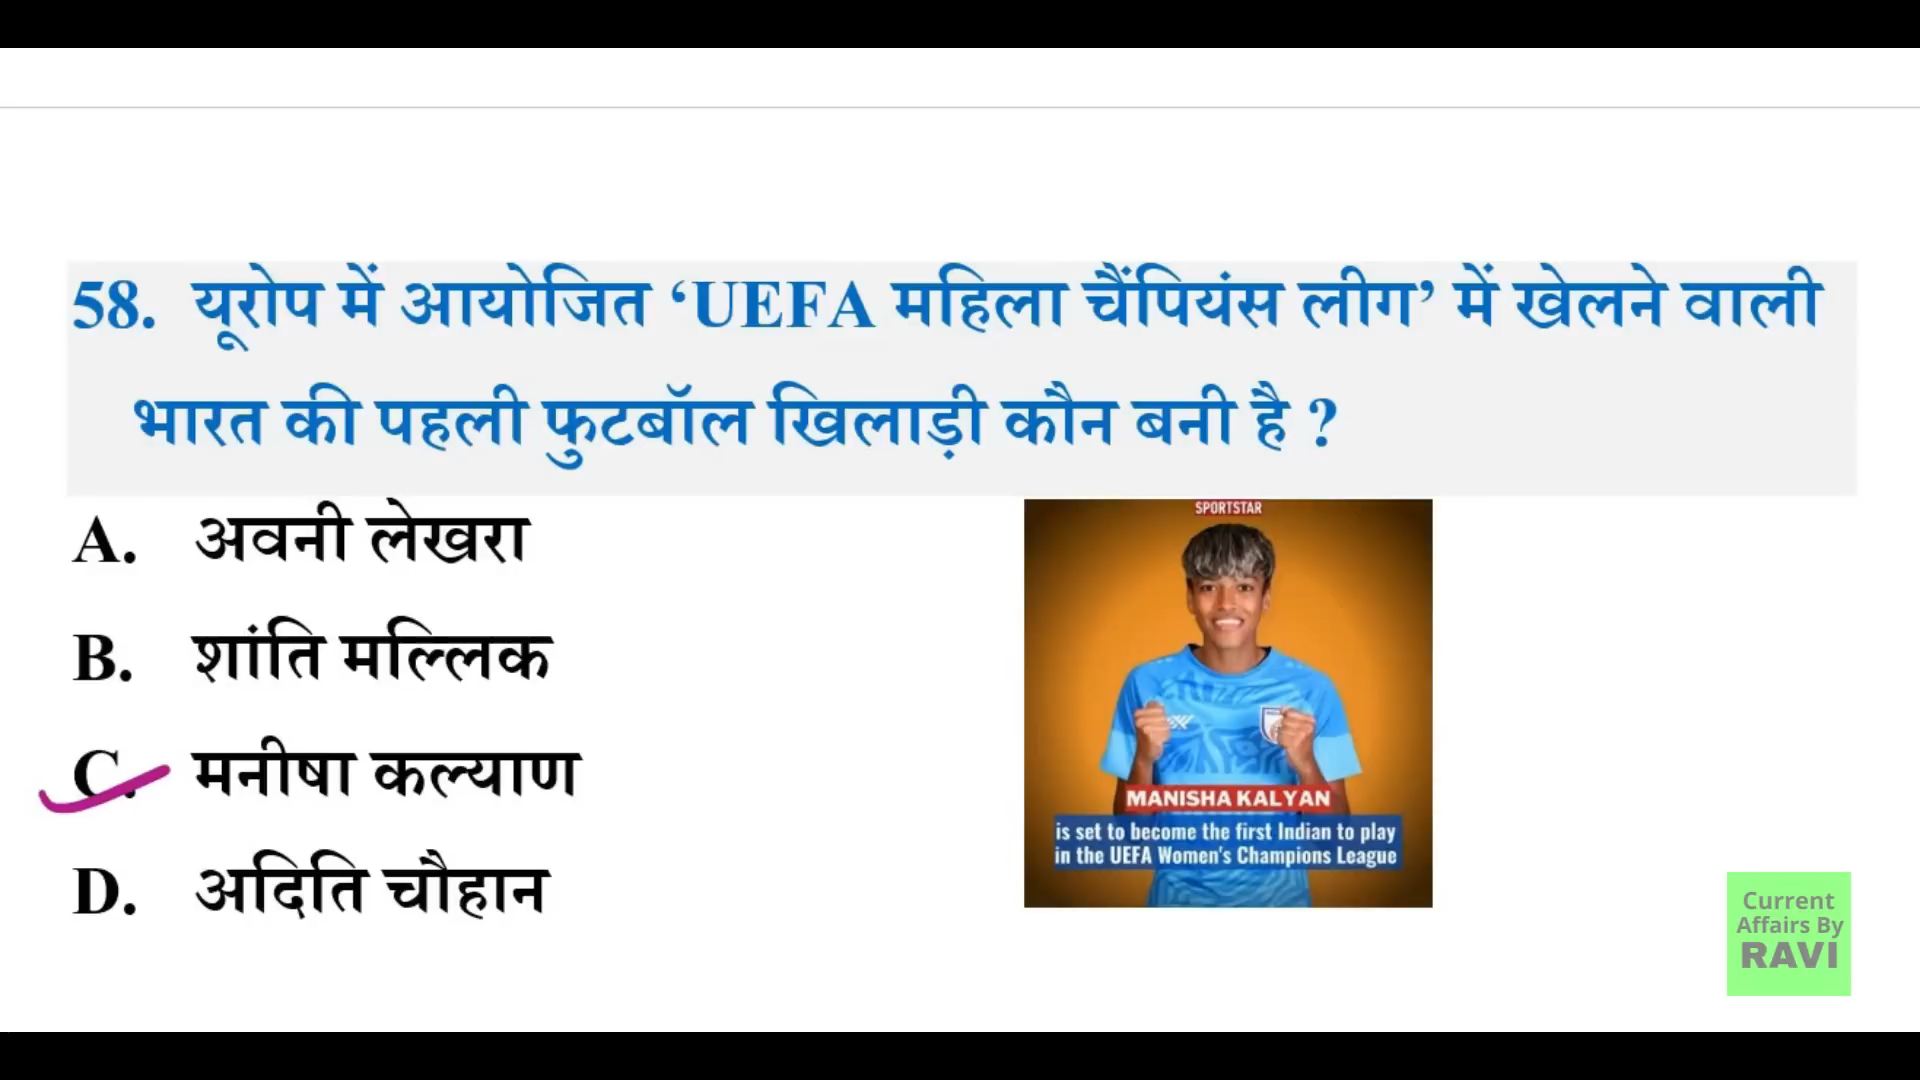 58. यूरोप में आयोजित ‘UEFA महिला चैंपियंस लीग’ में खेलने वाली
भारत की पहली फुटबॉल खिलाड़ी कौन बनी है ?
A. अवनी लेखरा
B. शांति मल्लिक
C. मनीषा कल्याण
D. अदिति चौहान
SPORTSTAR
MANISHA KALYAN
is set to become the first Indian to play
in the UEFA Women's Champions League
Current
Affairs By
RAVI